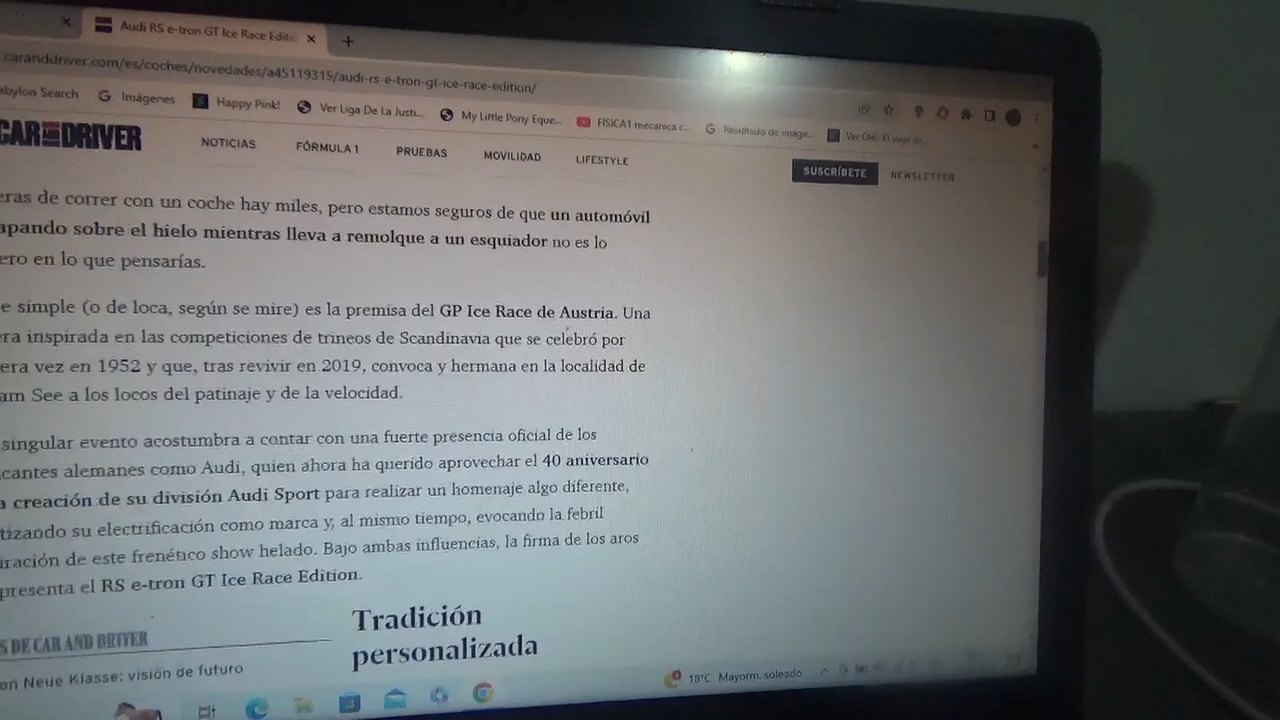 Audi RS e-tron GT Ice Race Editic
caranddriver.com/es/coches/novedades/a45119315/audi-rs-e-tron-gt-ice-race-edition/
abylon Search Imágenes Happy Pink! Ver Liga De La Justi... My Little Pony Eque... FISICA1 mecanica c... Resultado de image...
CAR AND DRIVER NOTICIAS FÓRMULA 1 PRUEBAS MOVILIDAD LIFESTYLE SUSCRÍBETE NEWSLETTER
eras de correr con un coche hay miles, pero estamos seguros de que un automóvil
apando sobre el hielo mientras lleva a remolque a un esquiador no es lo
ero en lo que pensarías.
e simple (o de loca, según se mire) es la premisa del GP Ice Race de Austria. Una
era inspirada en las competiciones de trineos de Scandinavia que se celebró por
era vez en 1952 y que, tras revivir en 2019, convoca y hermana en la localidad de
am See a los locos del patinaje y de la velocidad.
singular evento acostumbra a contar con una fuerte presencia oficial de los
cantes alemanes como Audi, quien ahora ha querido aprovechar el 40 aniversario
a creación de su división Audi Sport para realizar un homenaje algo diferente,
tizando su electrificación como marca y, al mismo tiempo, evocando la febril
iración de este frenético show helado. Bajo ambas influencias, la firma de los aros
presenta el RS e-tron GT Ice Race Edition.
S DE CAR AND DRIVER
on Neue Klasse: visión de futuro
Tradición
personalizada
18°C Mayorm. soleado